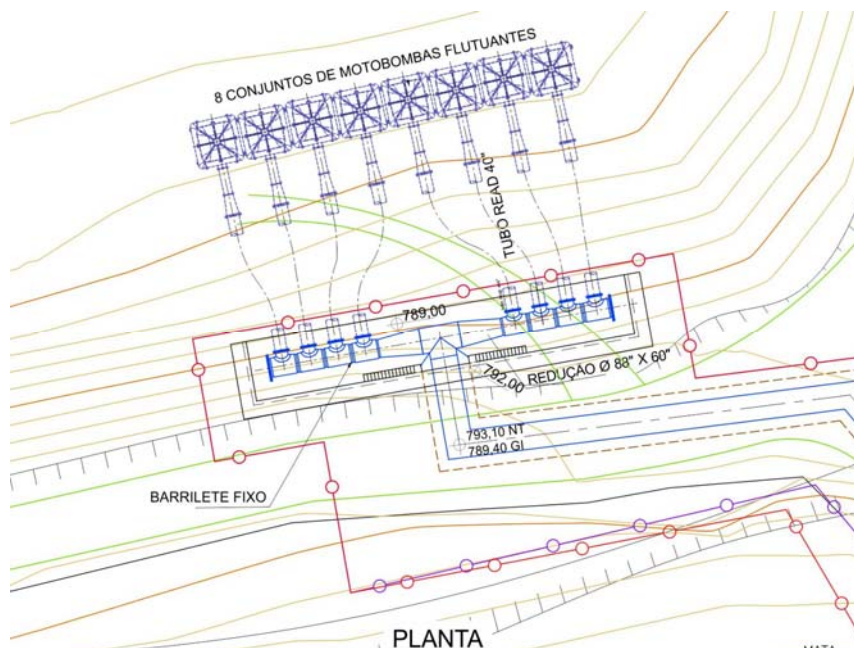 8 CONJUNTOS DE MOTOBOMBAS FLUTUANTES
TUBO READ 40"
789,00
792,00
REDUÇÃO Ø 88" X 60"
793,10 NT
789,40 GI
BARRILETE FIXO
PLANTA